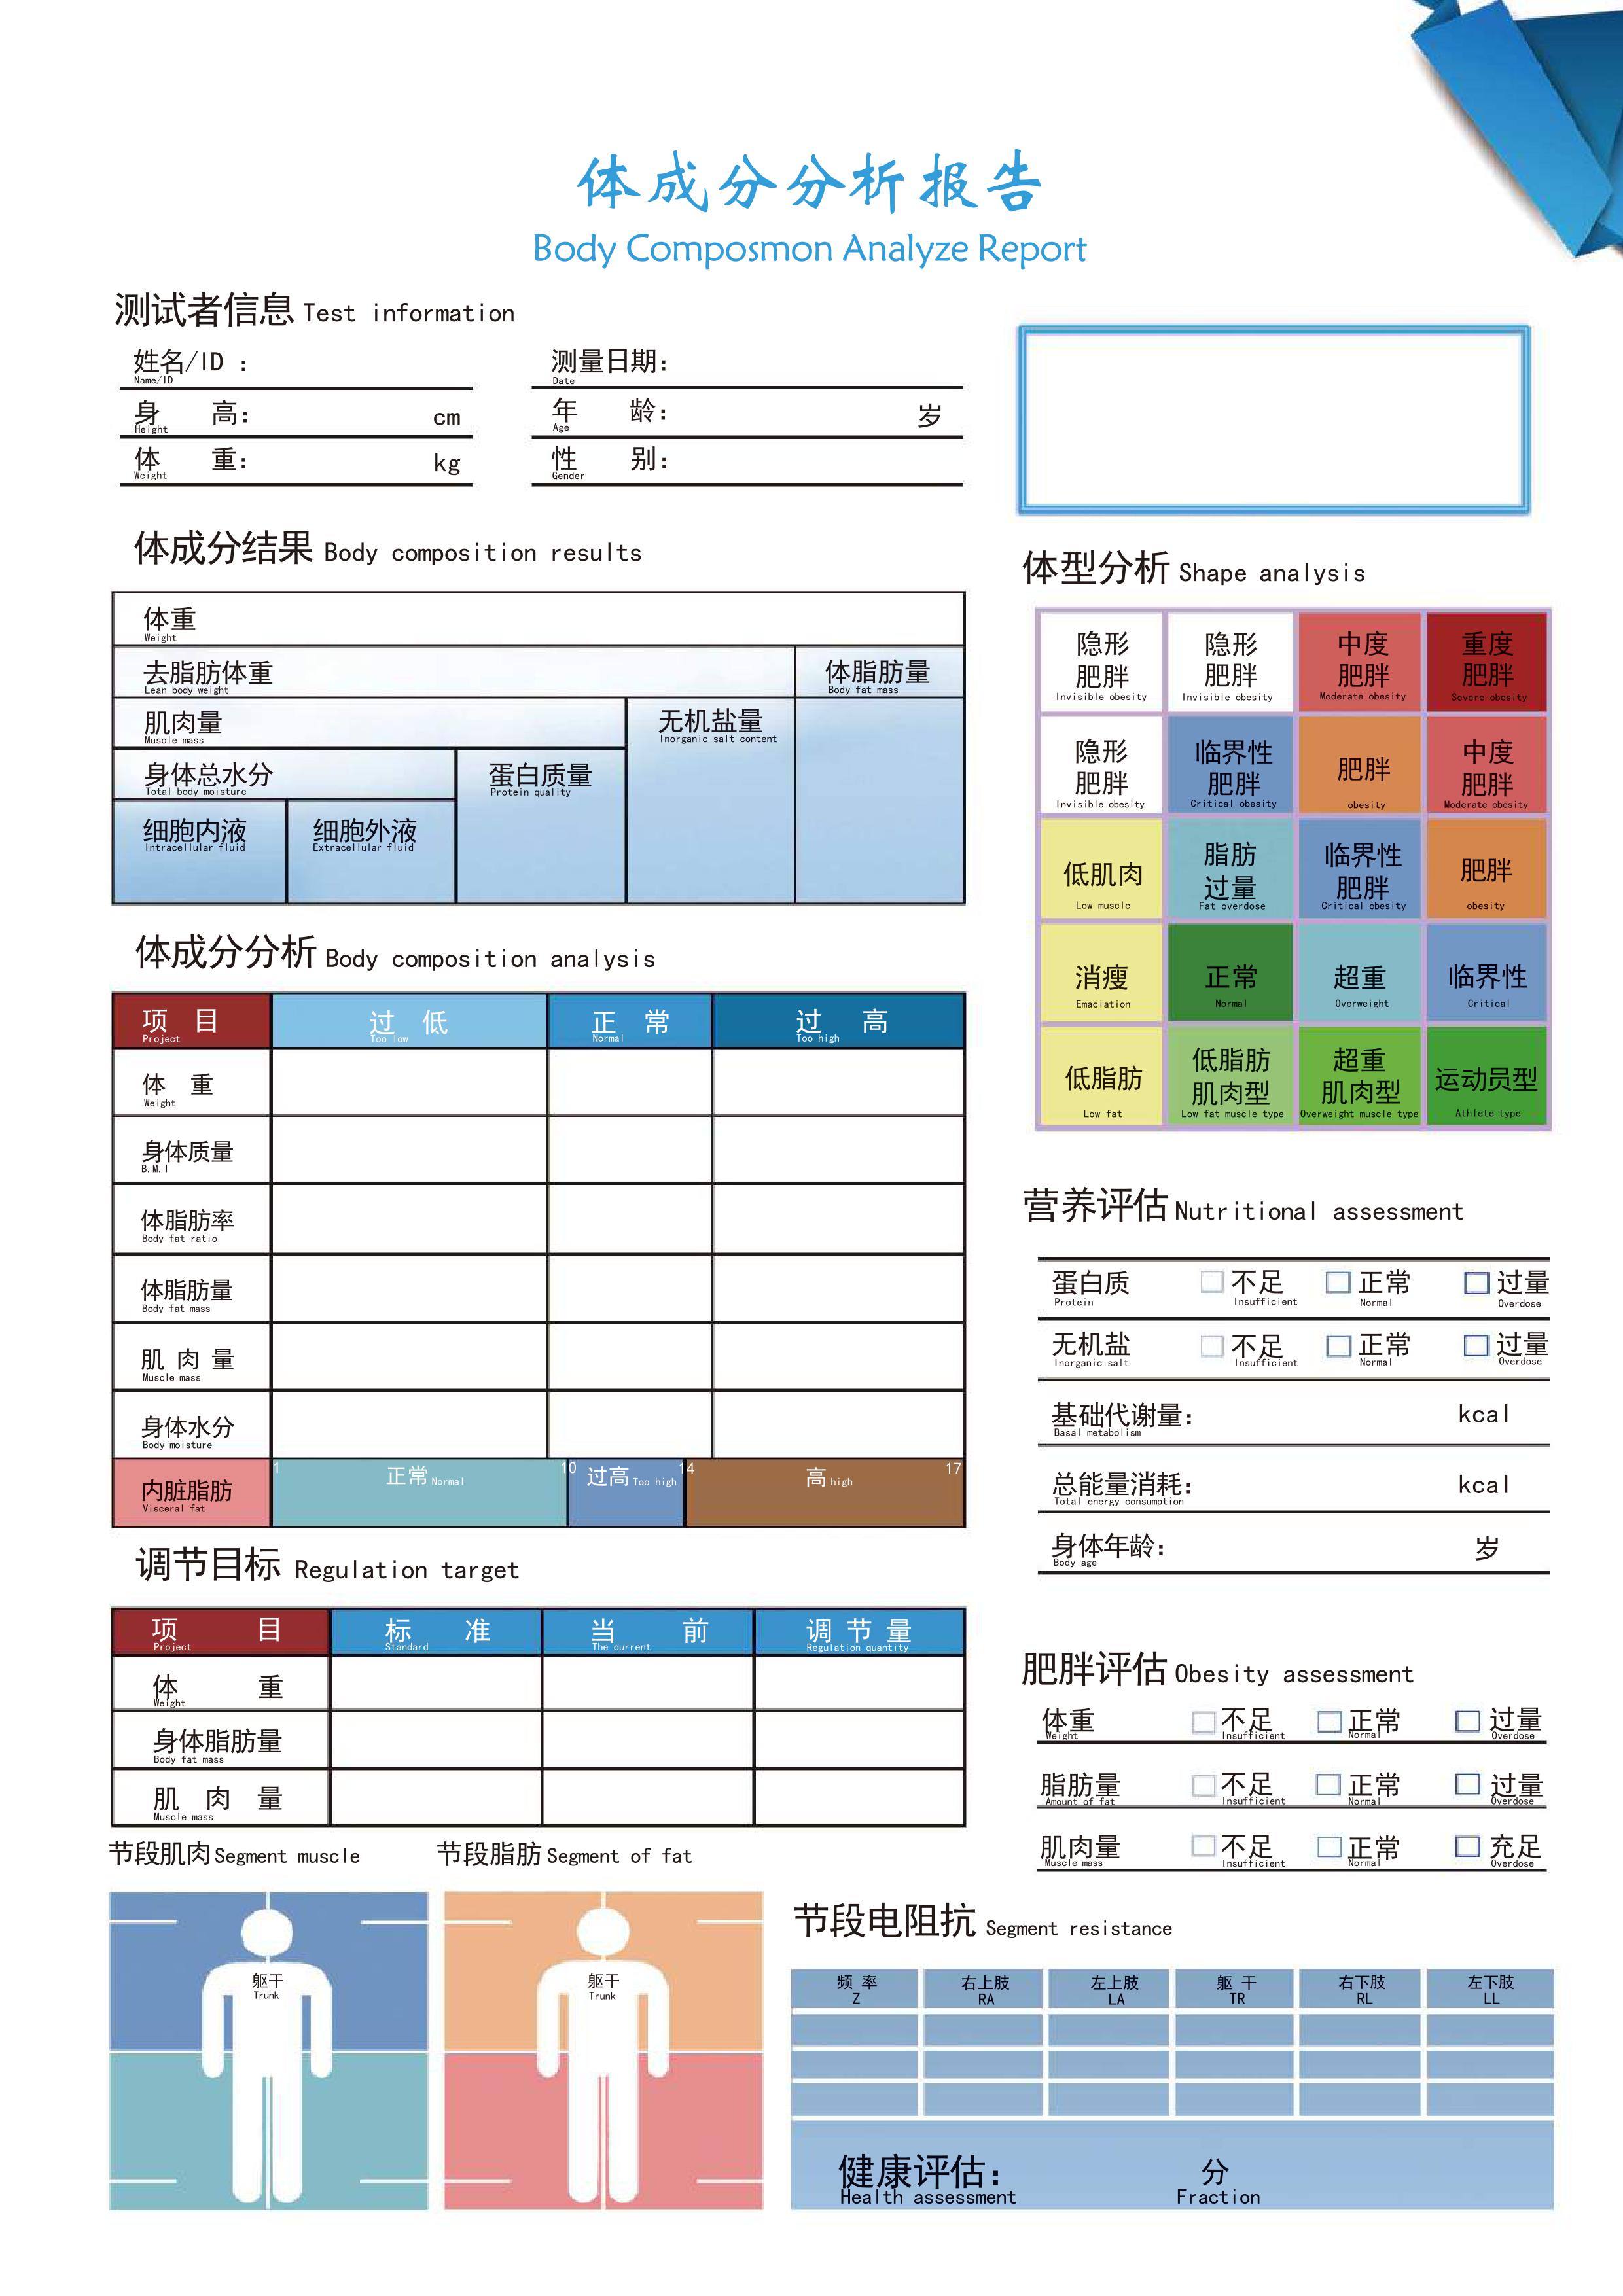 体成分分析报告
Body Composmon Analyze Report
测试者信息 Test information
姓名/ID :
Name/ID
测量日期:
Date
身 高: cm
Height
年 龄: 岁
Age
体 重: kg
Weight
性 别:
Gender
体成分结果 Body composition results
体重
Weight
去脂肪体重
Lean body weight
体脂肪量
Body fat mass
肌肉量
Muscle mass
无机盐量
Inorganic salt content
身体总水分
Total body moisture
蛋白质量
Protein quality
细胞内液
Intracellular fluid
细胞外液
Extracellular fluid
体型分析 Shape analysis
隐形
肥胖
Invisible obesity
隐形
肥胖
Invisible obesity
中度
肥胖
Moderate obesity
重度
肥胖
Severe obesity
隐形
肥胖
Invisible obesity
临界性
肥胖
Critical obesity
肥胖
obesity
中度
肥胖
Moderate obesity
低肌肉
Low muscle
脂肪
过量
Fat overdose
临界性
肥胖
Critical obesity
肥胖
obesity
消瘦
Emaciation
正常
Normal
超重
Overweight
临界性
Critical
低脂肪
Low fat
低脂肪
肌肉型
Low fat muscle type
超重
肌肉型
Overweight muscle type
运动员型
Athlete type
体成分分析 Body composition analysis
项 目
Project
过 低
Too low
正 常
Normal
过 高
Too high
体 重
Weight
身体质量
B.M.I
体脂肪率
Body fat ratio
体脂肪量
Body fat mass
肌 肉 量
Muscle mass
身体水分
Body moisture
内脏脂肪
Visceral fat
1 正常 Normal 10 过高 Too high 14 高 high 17
营养评估 Nutritional assessment
蛋白质 不足 正常 过量
Protein Insufficient Normal Overdose
无机盐 不足 正常 过量
Inorganic salt Insufficient Normal Overdose
基础代谢量: kcal
Basal metabolism
总能量消耗: kcal
Total energy consumption
身体年龄: 岁
Body age
调节目标 Regulation target
项 目
Project
标 准
Standard
当 前
The current
调 节 量
Regulation quantity
体 重
Weight
身体脂肪量
Body fat mass
肌 肉 量
Muscle mass
肥胖评估 Obesity assessment
体重 不足 正常 过量
Weight Insufficient Normal Overdose
脂肪量 不足 正常 过量
Amount of fat Insufficient Normal Overdose
肌肉量 不足 正常 充足
Muscle mass Insufficient Normal Overdose
节段肌肉 Segment muscle
躯干
Trunk
节段脂肪 Segment of fat
躯干
Trunk
节段电阻抗 Segment resistance
频 率
Z
右上肢
RA
左上肢
LA
躯 干
TR
右下肢
RL
左下肢
LL
健康评估: 分
Health assessment Fraction